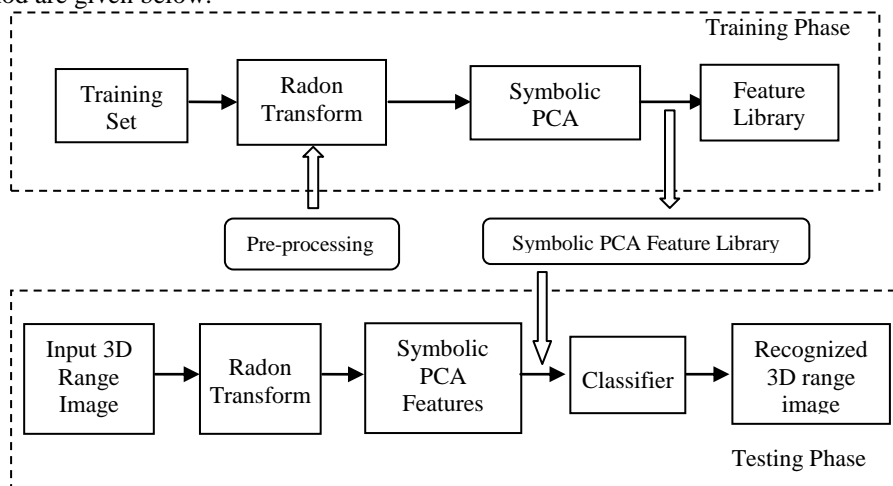 od are given below:
Training Phase
Training
Set
Radon
Transform
Symbolic
PCA
Feature
Library
Pre-processing
Symbolic PCA Feature Library
Input 3D
Range
Image
Radon
Transform
Symbolic
PCA
Features
Classifier
Recognized
3D range
image
Testing Phase